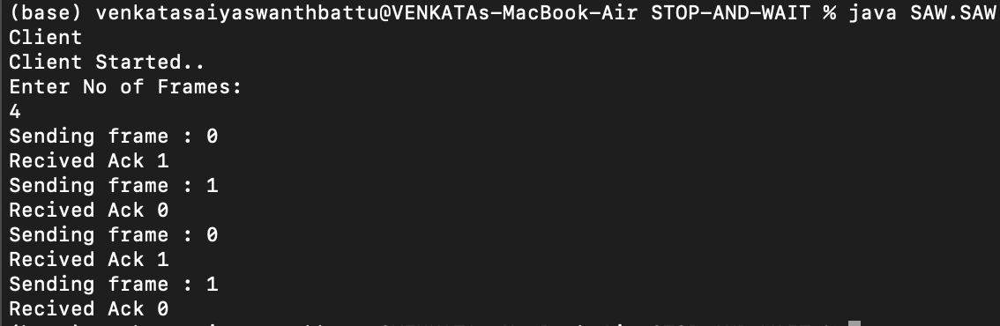 (base) venkatasaiyaswanthbattu@VENKATAs-MacBook-Air STOP-AND-WAIT % java SAW.SAW
Client
Client Started..
Enter No of Frames:
4
Sending frame : 0
Recived Ack 1
Sending frame : 1
Recived Ack 0
Sending frame : 0
Recived Ack 1
Sending frame : 1
Recived Ack 0